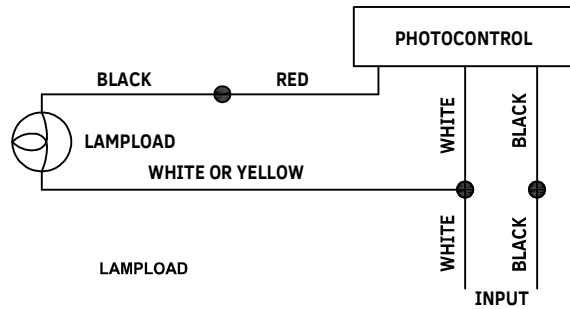 PHOTOCONTROL
BLACK
RED
LAMPLOAD
WHITE
BLACK
WHITE OR YELLOW
WHITE
BLACK
LAMPLOAD
INPUT